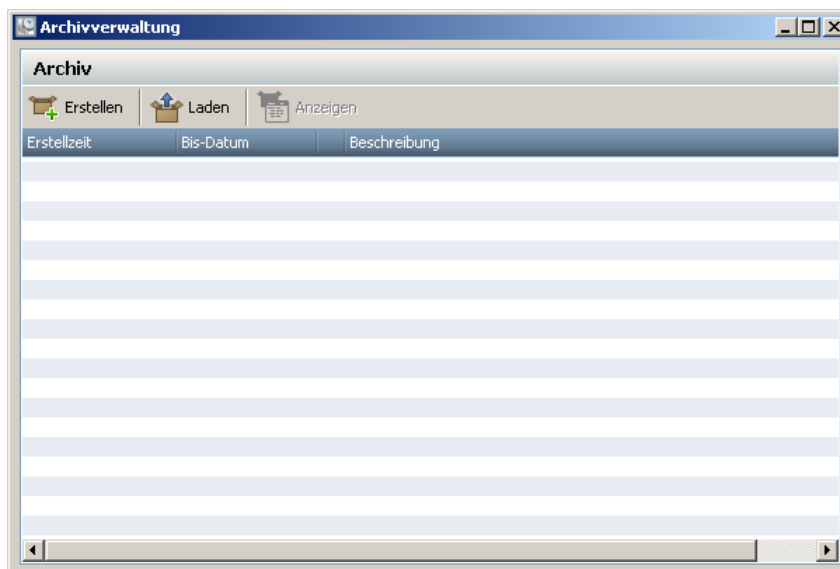 Archivverwaltung
Archiv
Erstellen Laden Anzeigen
Erstellzeit Bis-Datum Beschreibung